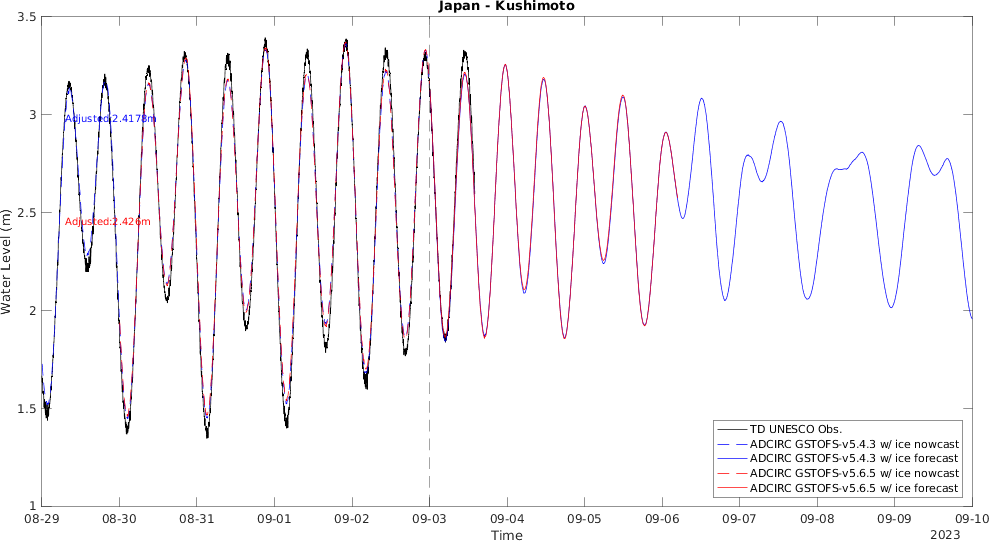 Japan - Kushimoto
3.5
3
2.5
2
1.5
1
Water Level (m)
Adjusted:2.4178m
Adjusted:2.426m
TD UNESCO Obs.
ADCIRC GSTOFS-v5.4.3 w/ ice nowcast
ADCIRC GSTOFS-v5.4.3 w/ ice forecast
ADCIRC GSTOFS-v5.6.5 w/ ice nowcast
ADCIRC GSTOFS-v5.6.5 w/ ice forecast
08-29 08-30 08-31 09-01 09-02 09-03 09-04 09-05 09-06 09-07 09-08 09-09 09-10
Time
2023